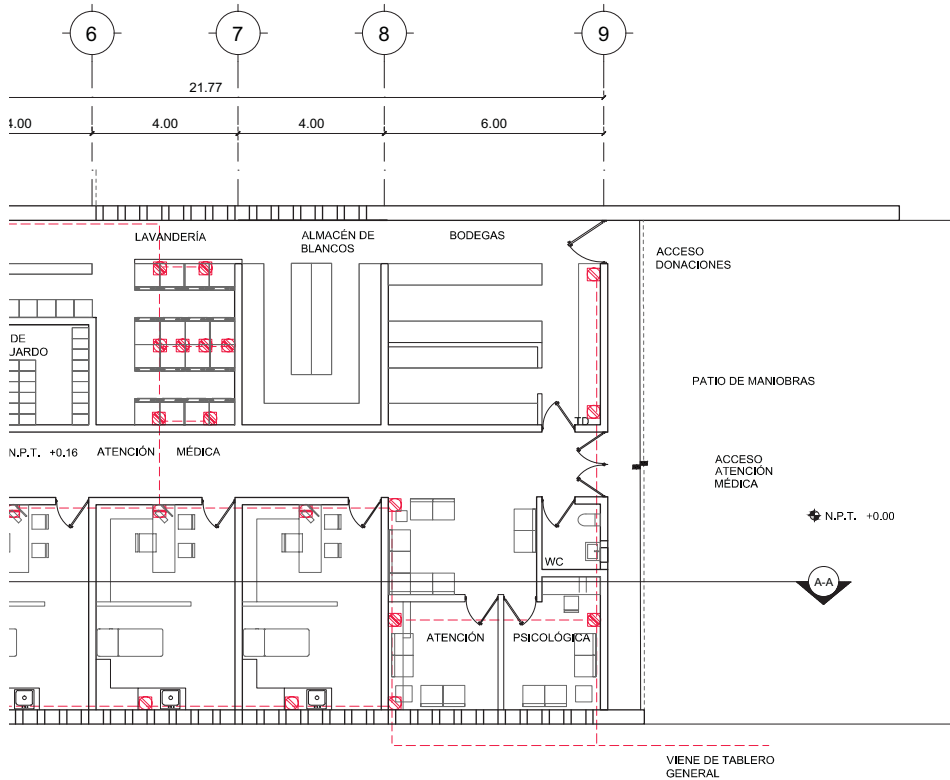 6
7
8
9
21.77
4.00
4.00
4.00
6.00
LAVANDERÍA
ALMACÉN DE
BLANCOS
BODEGAS
ACCESO
DONACIONES
DE
UARDO
PATIO DE MANIOBRAS
TD
N.P.T. +0.16
ATENCIÓN MÉDICA
ACCESO
ATENCIÓN
MÉDICA
N.P.T. +0.00
WC
A-A
ATENCIÓN PSICOLÓGICA
VIENE DE TABLERO
GENERAL